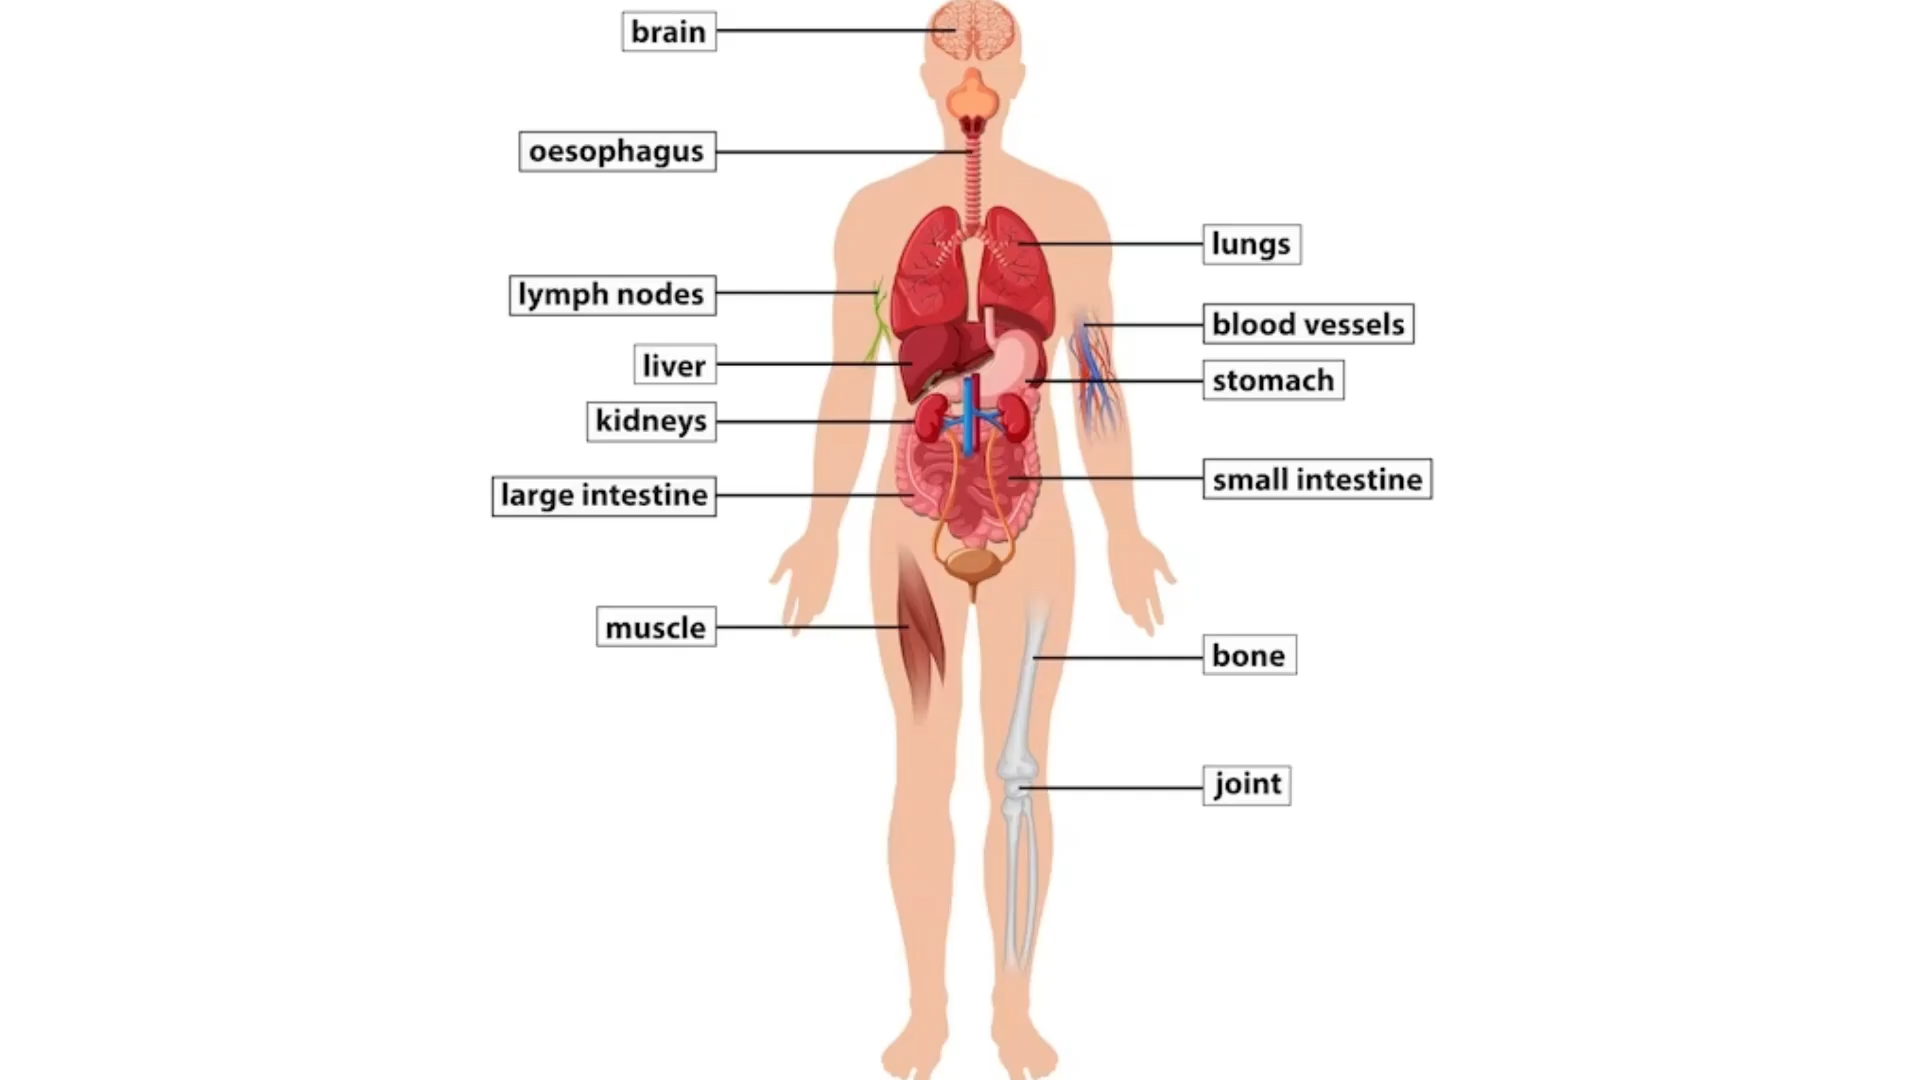 brain
oesophagus
lungs
lymph nodes
blood vessels
liver
stomach
kidneys
small intestine
large intestine
muscle
bone
joint